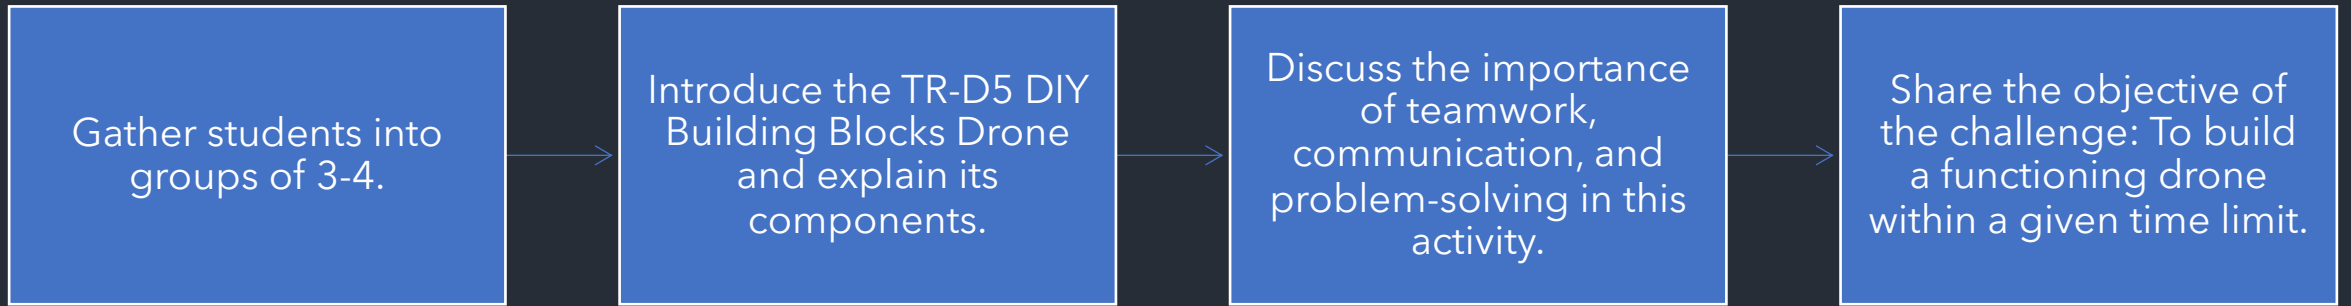 Gather students into
groups of 3-4.
Introduce the TR-D5 DIY
Building Blocks Drone
and explain its
components.
Discuss the importance
of teamwork,
communication, and
problem-solving in this
activity.
Share the objective of
the challenge: To build
a functioning drone
within a given time limit.